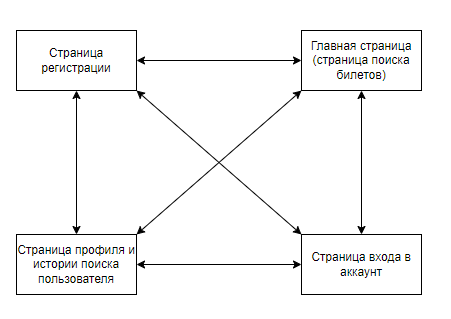 Страница
регистрации
Главная страница
(страница поиска
билетов)
Страница профиля и
истории поиска
пользователя
Страница входа в
аккаунт